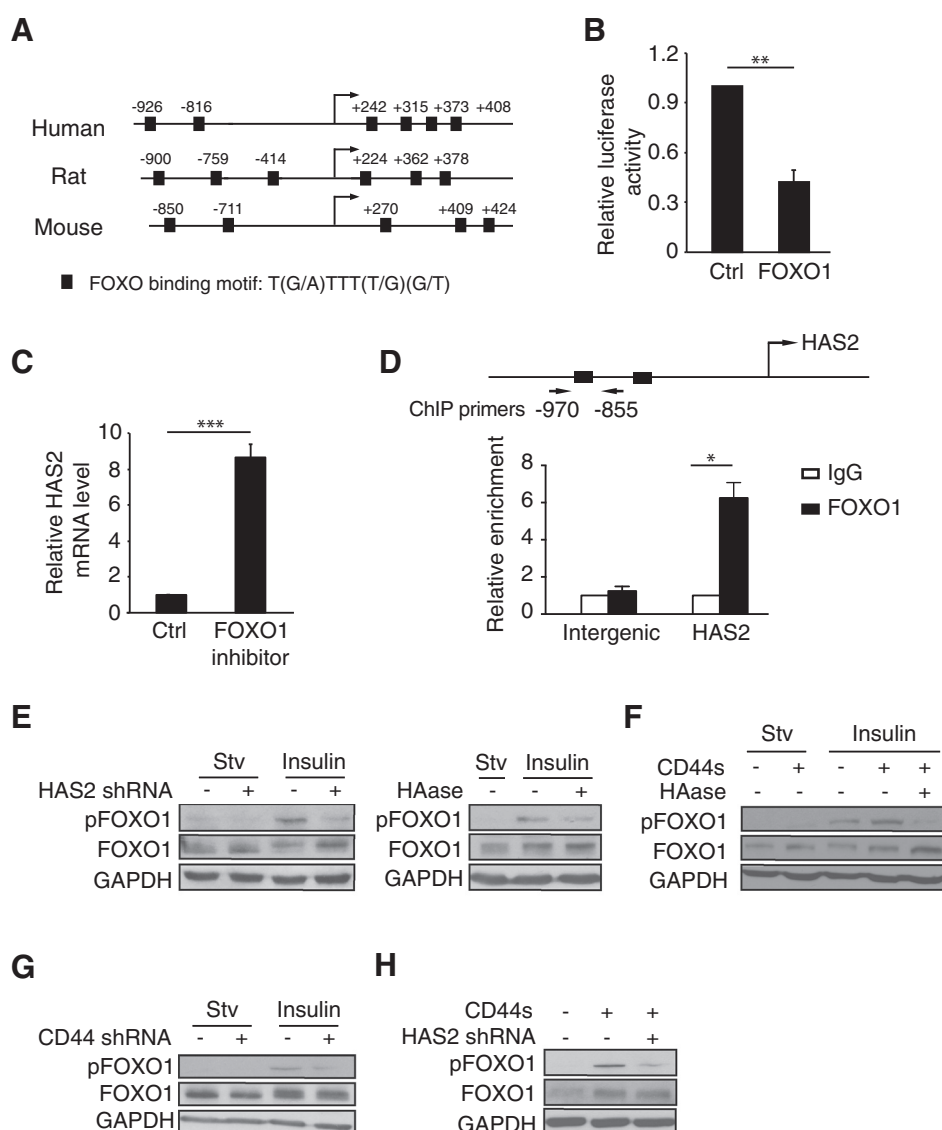 A
-926 -816 +242 +315 +373 +408
Human
-900 -759 -414 +224 +362 +378
Rat
-850 -711 +270 +409 +424
Mouse
FOXO binding motif: T(G/A)TTT(T/G)(G/T)
B
Relative luciferase
activity
1.2
0.9
0.6
0.3
0
**
Ctrl FOXO1
C
Relative HAS2
mRNA level
10
8
6
4
2
0
***
Ctrl FOXO1
inhibitor
D
HAS2
ChIP primers -970 -855
Relative enrichment
8
6
4
2
0
*
IgG
FOXO1
Intergenic HAS2
E
Stv Insulin
HAS2 shRNA - + - +
pFOXO1
FOXO1
GAPDH
Stv Insulin
HAase - - +
pFOXO1
FOXO1
GAPDH
F
Stv Insulin
CD44s - + - + +
HAase - - - - +
pFOXO1
FOXO1
GAPDH
G
Stv Insulin
CD44 shRNA - + - +
pFOXO1
FOXO1
GAPDH
H
CD44s - + +
HAS2 shRNA - - +
pFOXO1
FOXO1
GAPDH